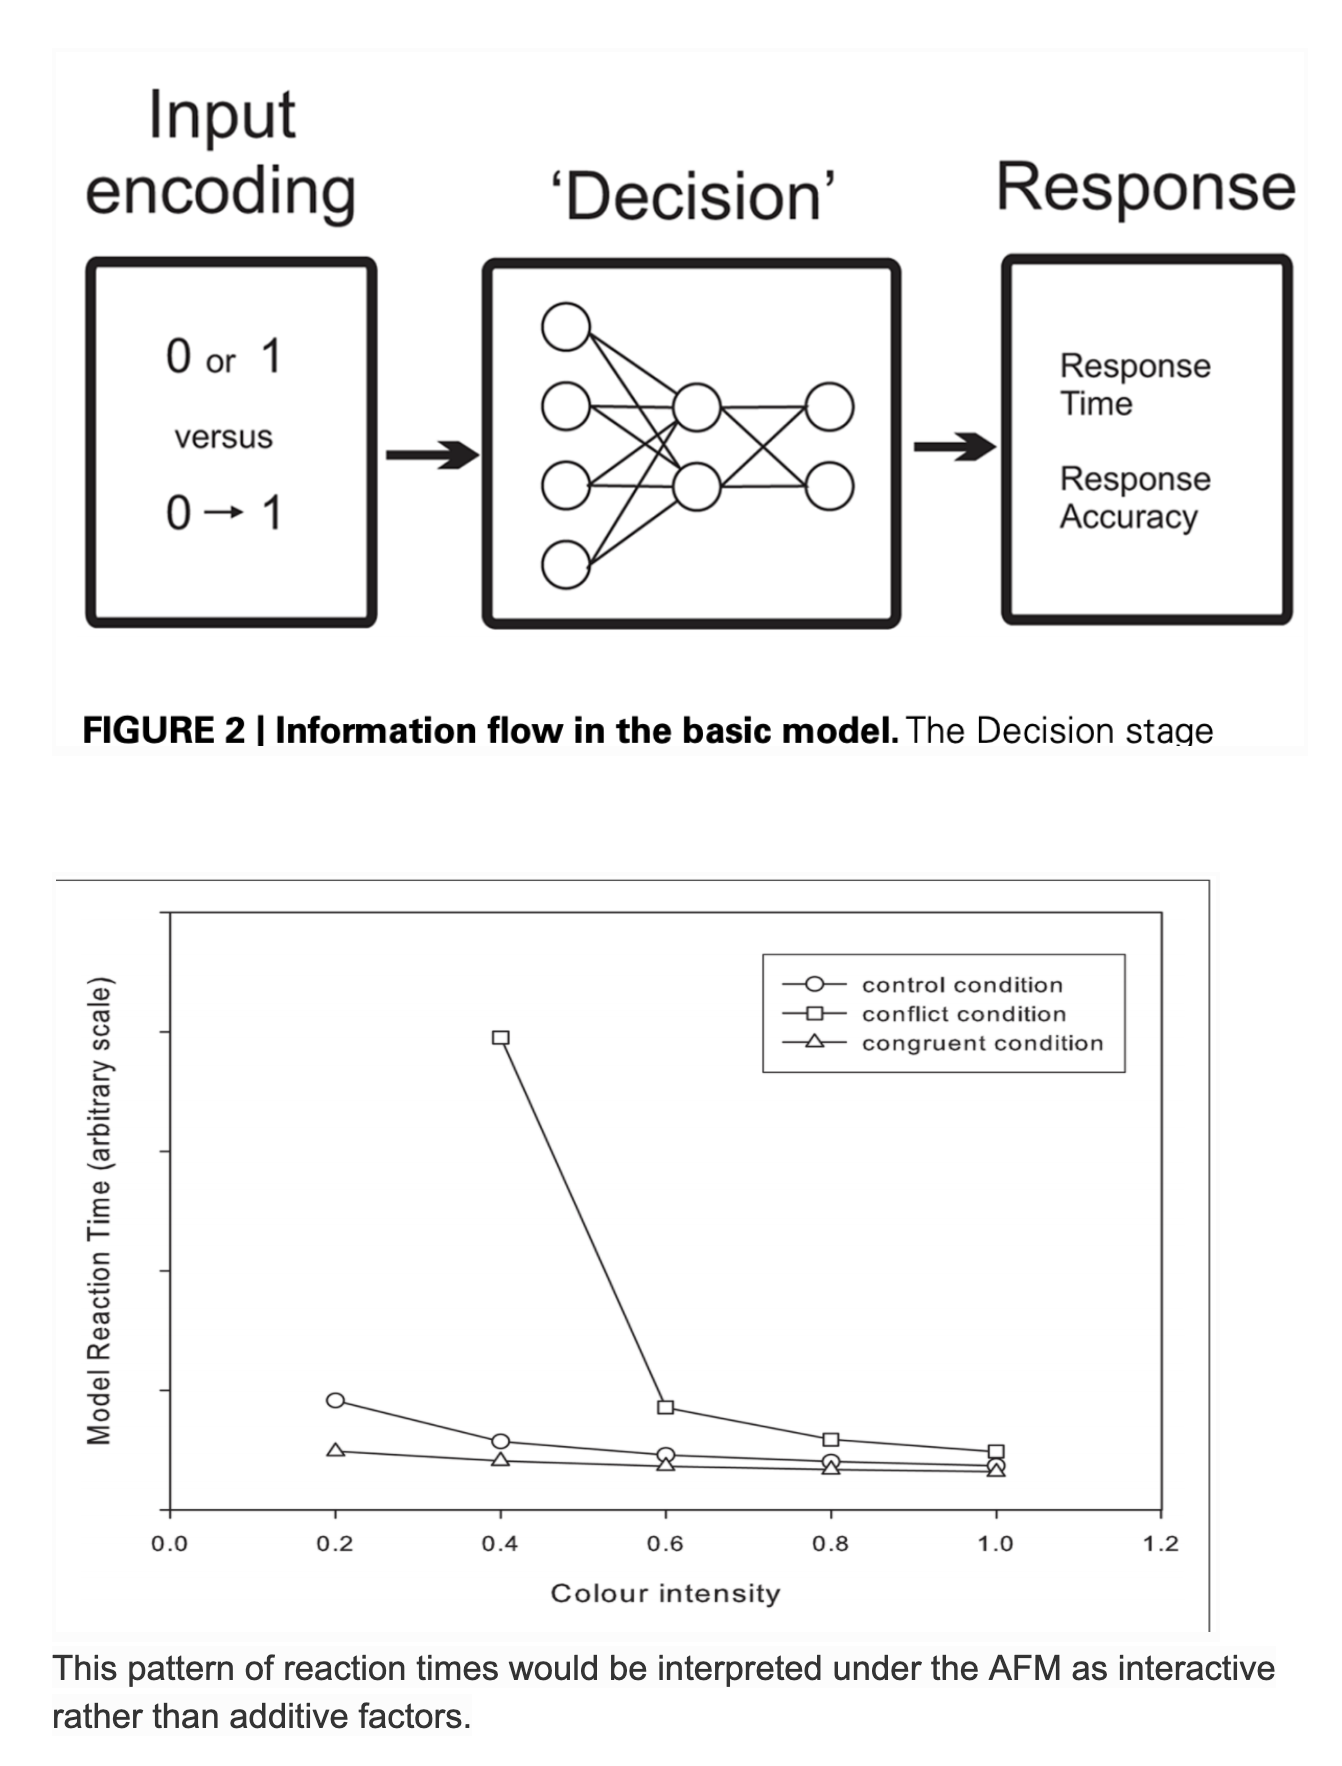 Input
encoding
‘Decision’
Response
0 or 1
versus
0 → 1
Response
Time
Response
Accuracy
FIGURE 2 | Information flow in the basic model. The Decision stage
Model Reaction Time (arbitrary scale)
control condition
conflict condition
congruent condition
0.0 0.2 0.4 0.6 0.8 1.0 1.2
Colour intensity
This pattern of reaction times would be interpreted under the AFM as interactive
rather than additive factors.